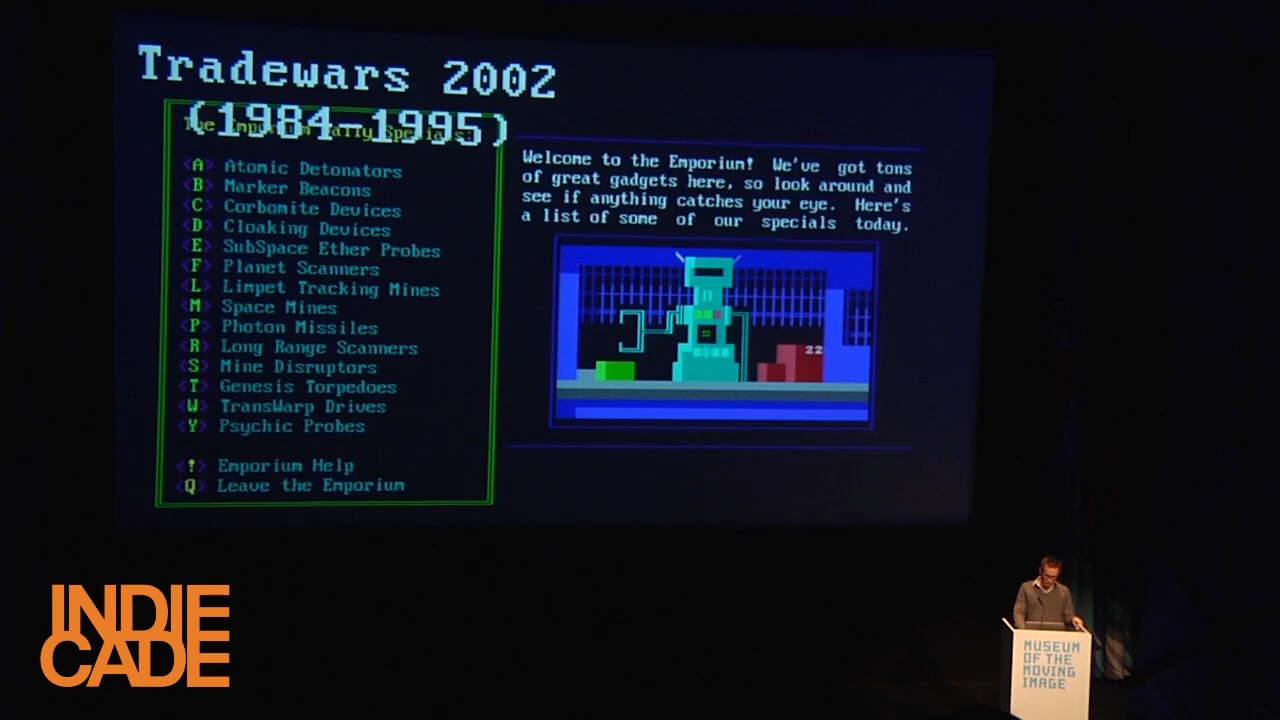 Tradewars 2002
(1984-1995)
<A> Atomic Detonators
<B> Marker Beacons
<C> Corbomite Devices
<D> Cloaking Devices
<E> SubSpace Ether Probes
<F> Planet Scanners
<L> Limpet Tracking Mines
<M> Space Mines
<P> Photon Missiles
<R> Long Range Scanners
<S> Mine Disruptors
<T> Genesis Torpedoes
<W> TransWarp Drives
<Y> Psychic Probes
<!> Emporium Help
<Q> Leave the Emporium
Welcome to the Emporium! We've got tons
of great gadgets here, so look around and
see if anything catches your eye. Here's
a list of some of our specials today.
22
INDIE
CADE
MUSEUM
OF THE
MOVING
IMAGE